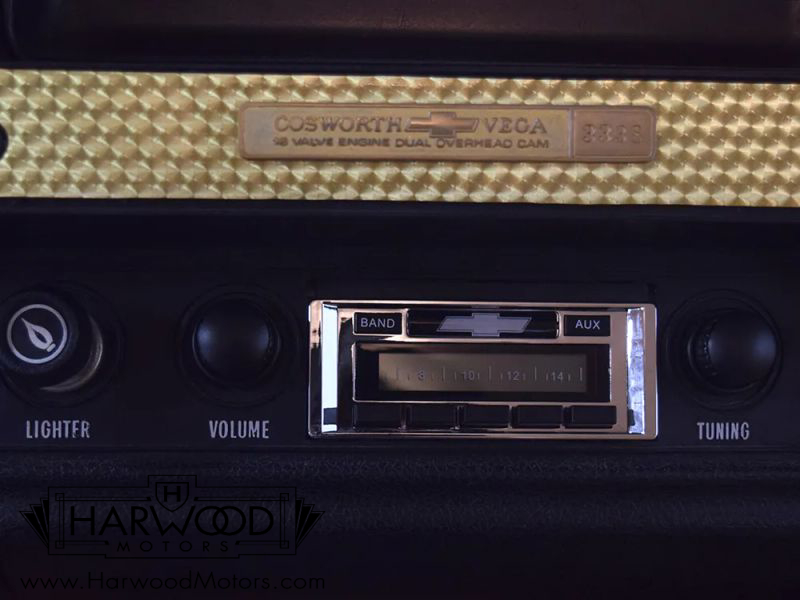 COSWORTH VEGA
16 VALVE ENGINE DUAL OVERHEAD CAM
BAND AUX
8 10 12 14
LIGHTER VOLUME TUNING
H
HARWOOD
MOTORS
www.HarwoodMotors.com